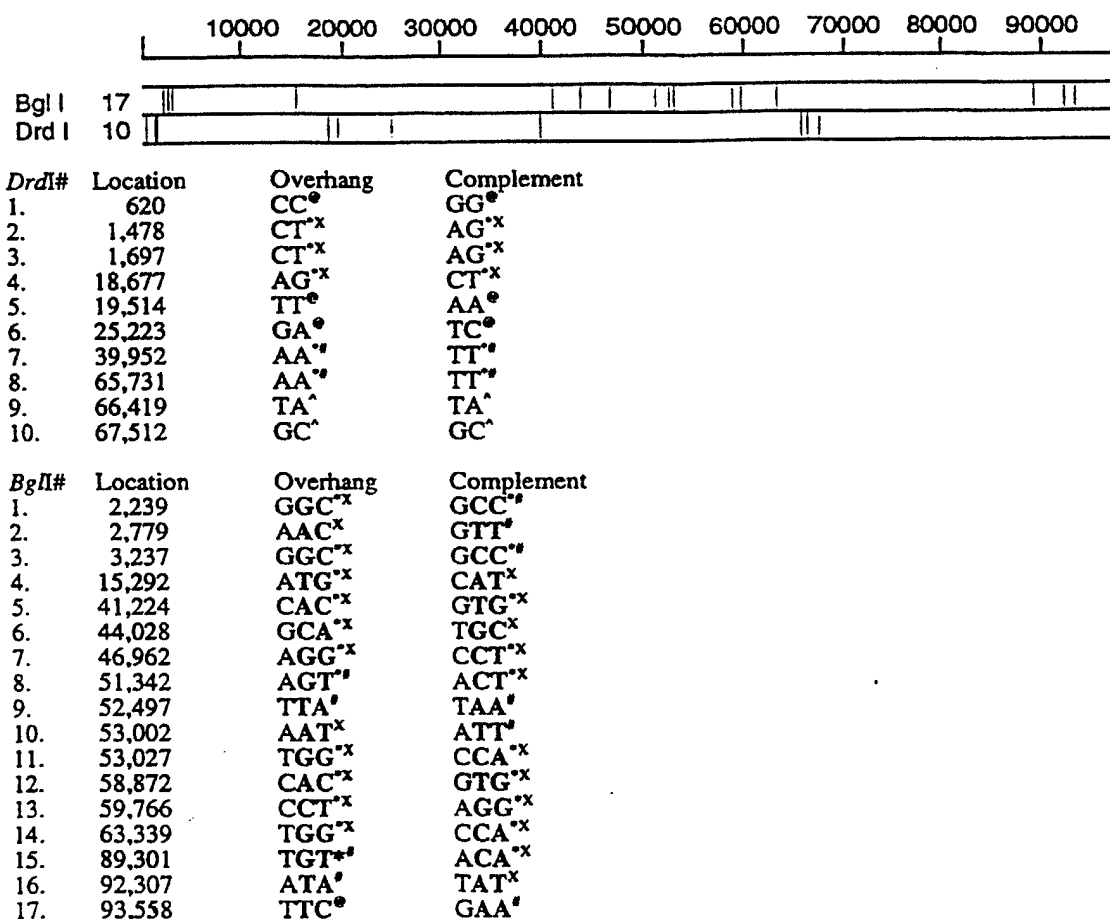 10000 20000 30000 40000 50000 60000 70000 80000 90000
Bgl I 17
Drd I 10
DrdI# Location Overhang Complement
1. 620 CC@ GG@
2. 1,478 CT*X AG*X
3. 1,697 CT*X AG*X
4. 18,677 AG*X CT*X
5. 19,514 TT@ AA@
6. 25,223 GA@ TC@
7. 39,952 AA*# TT*#
8. 65,731 AA*# TT*#
9. 66,419 TA^ TA^
10. 67,512 GC^ GC^
BglI# Location Overhang Complement
1. 2,239 GGC*X GCC*#
2. 2,779 AACX GTT#
3. 3,237 GGC*X GCC*#
4. 15,292 ATG*X CATX
5. 41,224 CAC*X GTG*X
6. 44,028 GCA*X TGCX
7. 46,962 AGG*X CCT*X
8. 51,342 AGT*# ACT*X
9. 52,497 TTA# TAA#
10. 53,002 AATX ATT#
11. 53,027 TGG*X CCA*X
12. 58,872 CAC*X GTG*X
13. 59,766 CCT*X AGG*X
14. 63,339 TGG*X CCA*X
15. 89,301 TGT*# ACA*X
16. 92,307 ATA# TATX
17. 93,558 TTC@ GAA#